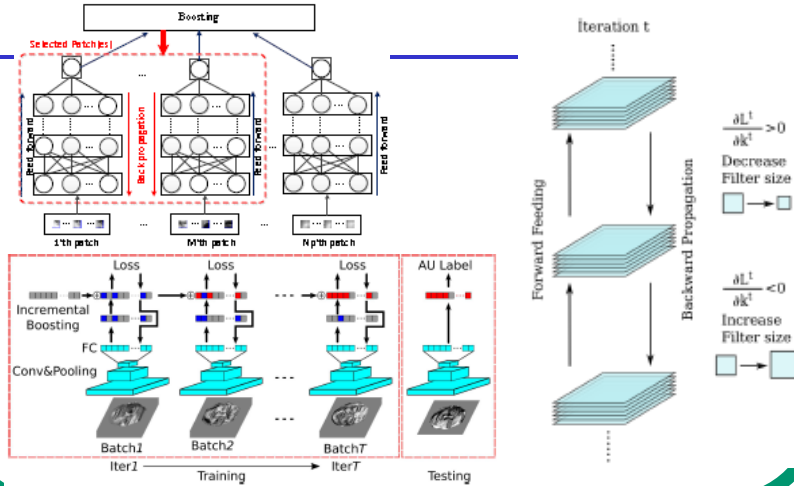 Boosting
Selected Patch(es)
...
... ... ...
Feed forward
Back propagation
Feed forward
Feed forward
... ... ...
1'th patch ... M'th patch ... Np'th patch
Loss Loss Loss AU Label
Incremental
Boosting
FC
Conv&Pooling
Batch1 Batch2 BatchT
Iter1 IterT
Training Testing
Iteration t
Forward Feeding
Backward Propagation
∂L^t/∂k^t >0
Decrease
Filter size
∂L^t/∂k^t <0
Increase
Filter size